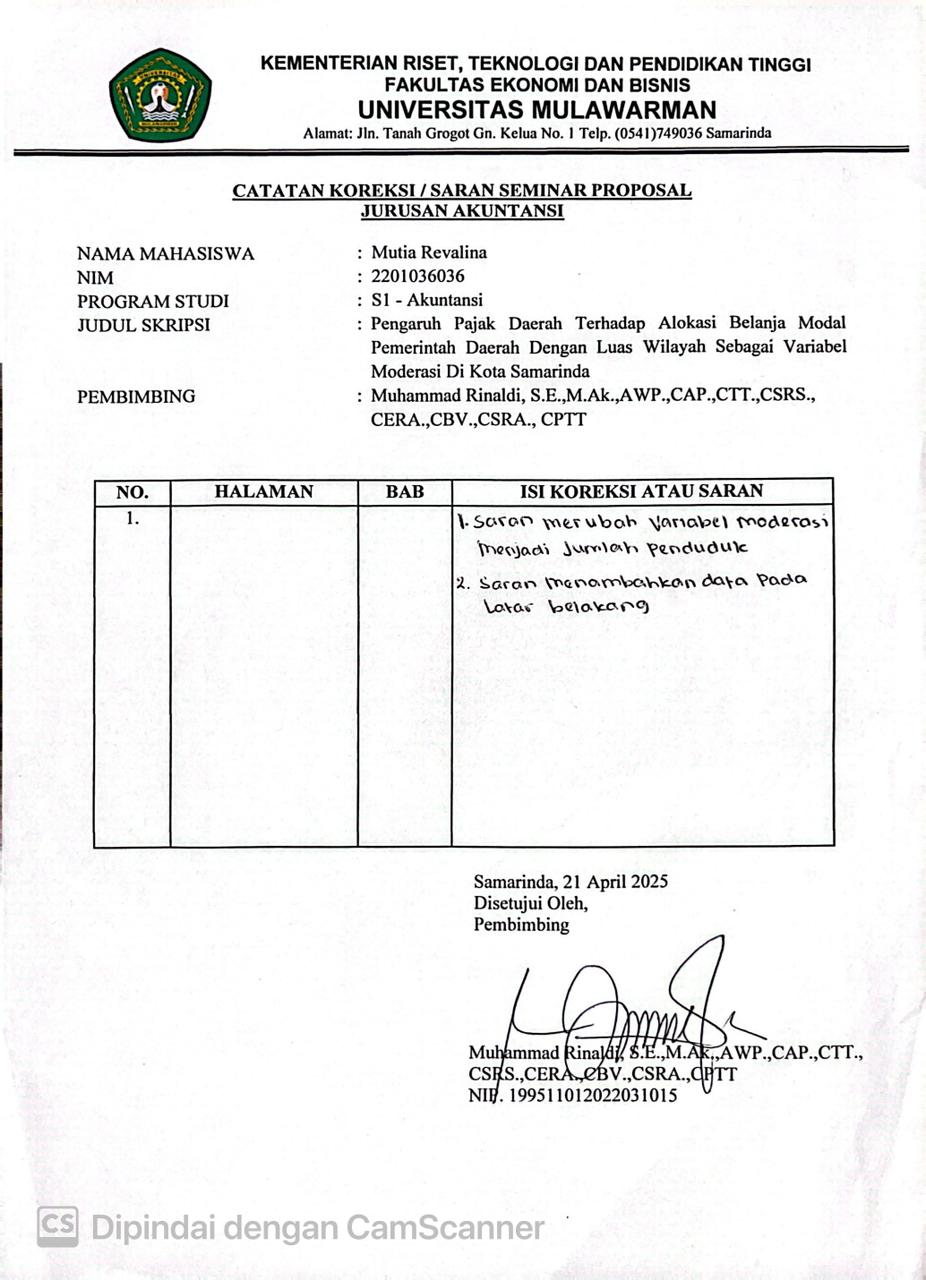 KEMENTERIAN RISET, TEKNOLOGI DAN PENDIDIKAN TINGGI
FAKULTAS EKONOMI DAN BISNIS
UNIVERSITAS MULAWARMAN
Alamat: Jln. Tanah Grogot Gn. Kelua No. 1 Telp. (0541)749036 Samarinda
CATATAN KOREKSI / SARAN SEMINAR PROPOSAL
JURUSAN AKUNTANSI
NAMA MAHASISWA : Mutia Revalina
NIM : 2201036036
PROGRAM STUDI : S1 - Akuntansi
JUDUL SKRIPSI : Pengaruh Pajak Daerah Terhadap Alokasi Belanja Modal
Pemerintah Daerah Dengan Luas Wilayah Sebagai Variabel
Moderasi Di Kota Samarinda
PEMBIMBING : Muhammad Rinaldi, S.E.,M.Ak.,AWP.,CAP.,CTT.,CSRS.,
CERA.,CBV.,CSRA., CPTT
NO. HALAMAN BAB ISI KOREKSI ATAU SARAN
1. 1. Saran merubah Variabel moderasi
menjadi Jumlah Penduduk
2. Saran menambahkan data Pada
Latar belakang
Samarinda, 21 April 2025
Disetujui Oleh,
Pembimbing
Muhammad Rinaldi, S.E.,M.Ak.,AWP.,CAP.,CTT.,
CSRS.,CERA.,CBV.,CSRA.,CPTT
NIP. 199511012022031015
CS Dipindai dengan CamScanner